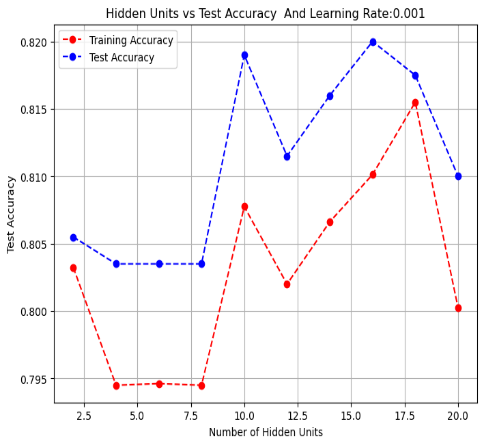 Hidden Units vs Test Accuracy  And Learning Rate:0.001
Training Accuracy
Test Accuracy
0.820
0.815
0.810
0.805
0.800
0.795
Test Accuracy
2.5 5.0 7.5 10.0 12.5 15.0 17.5 20.0
Number of Hidden Units